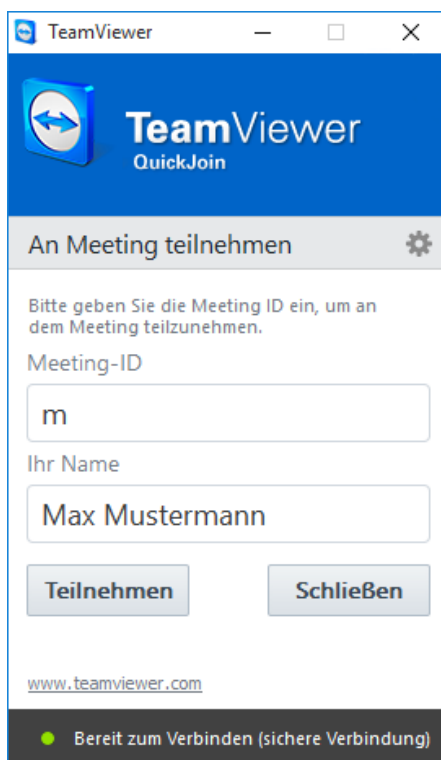 TeamViewer
TeamViewer
QuickJoin
An Meeting teilnehmen
Bitte geben Sie die Meeting ID ein, um an
dem Meeting teilzunehmen.
Meeting-ID
m
Ihr Name
Max Mustermann
Teilnehmen Schließen
www.teamviewer.com
Bereit zum Verbinden (sichere Verbindung)